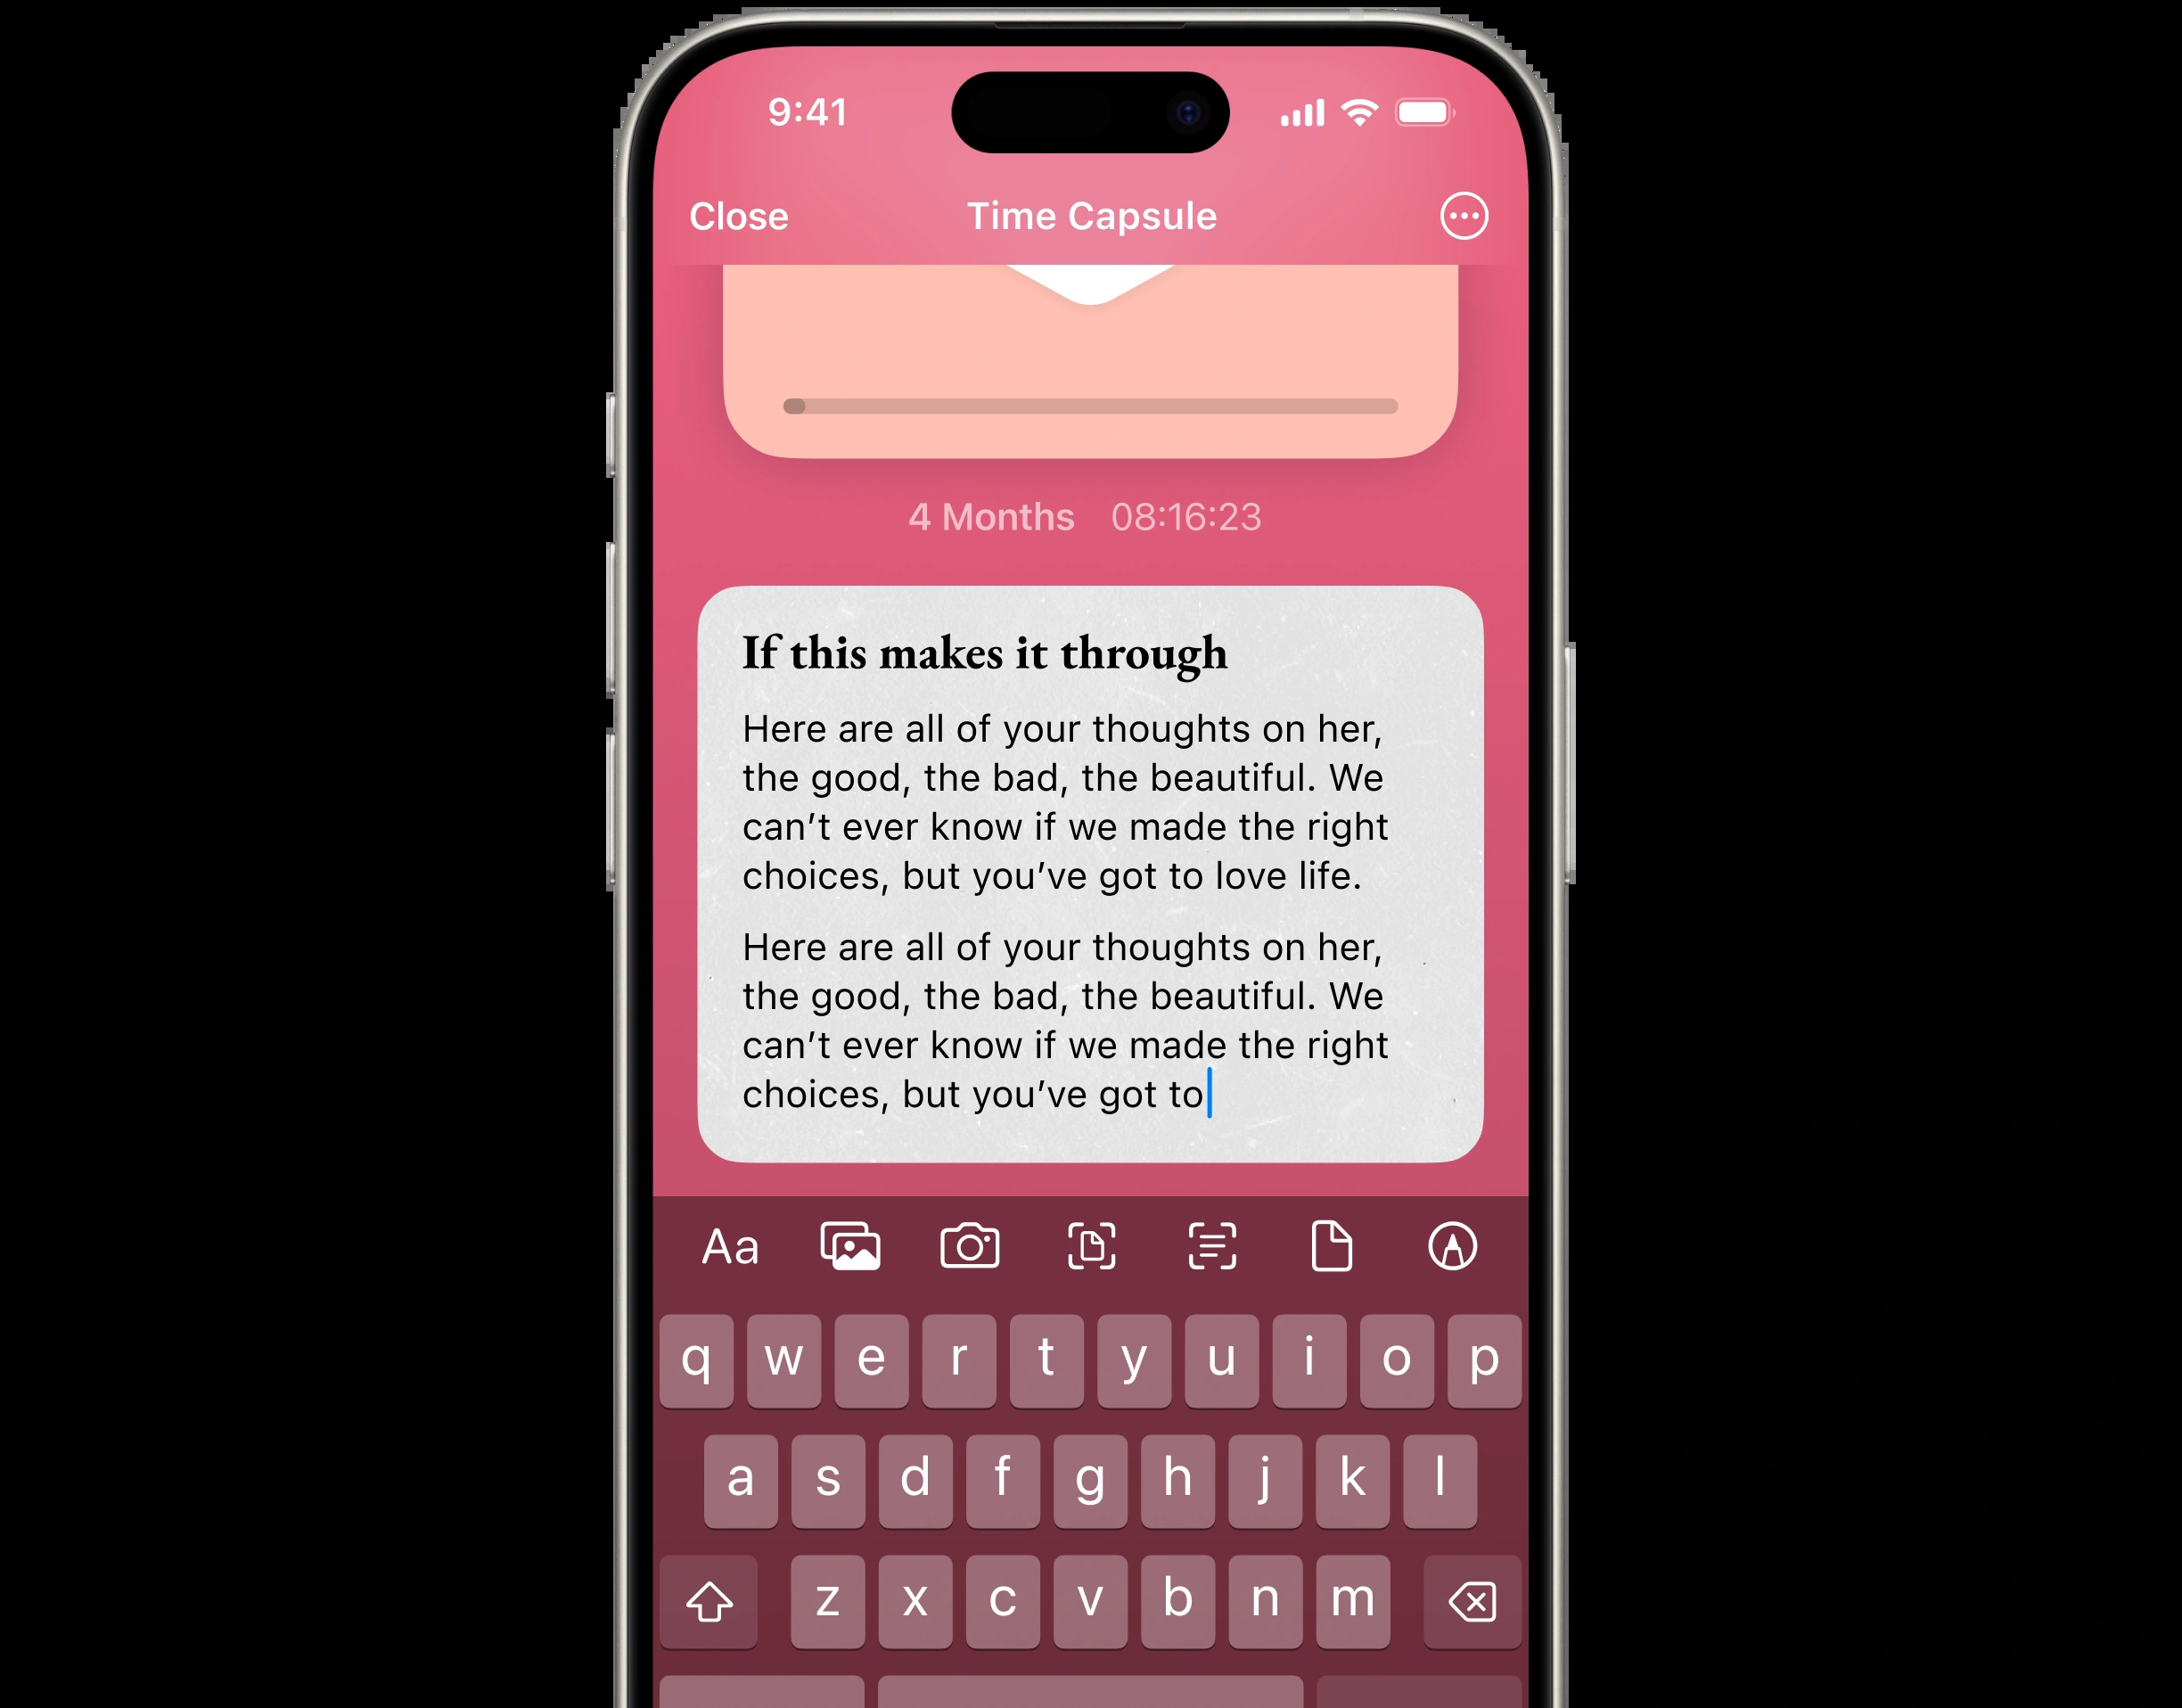 9:41
Close Time Capsule
4 Months 08:16:23
If this makes it through
Here are all of your thoughts on her,
the good, the bad, the beautiful. We
can’t ever know if we made the right
choices, but you’ve got to love life.
Here are all of your thoughts on her,
the good, the bad, the beautiful. We
can’t ever know if we made the right
choices, but you’ve got to
Aa
q w e r t y u i o p
a s d f g h j k l
z x c v b n m